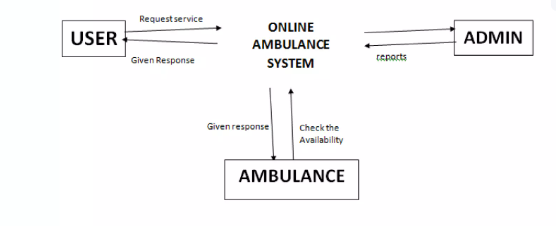 Request service
USER
Given Response
ONLINE
AMBULANCE
SYSTEM
ADMIN
reports
Given response
Check the
Availability
AMBULANCE